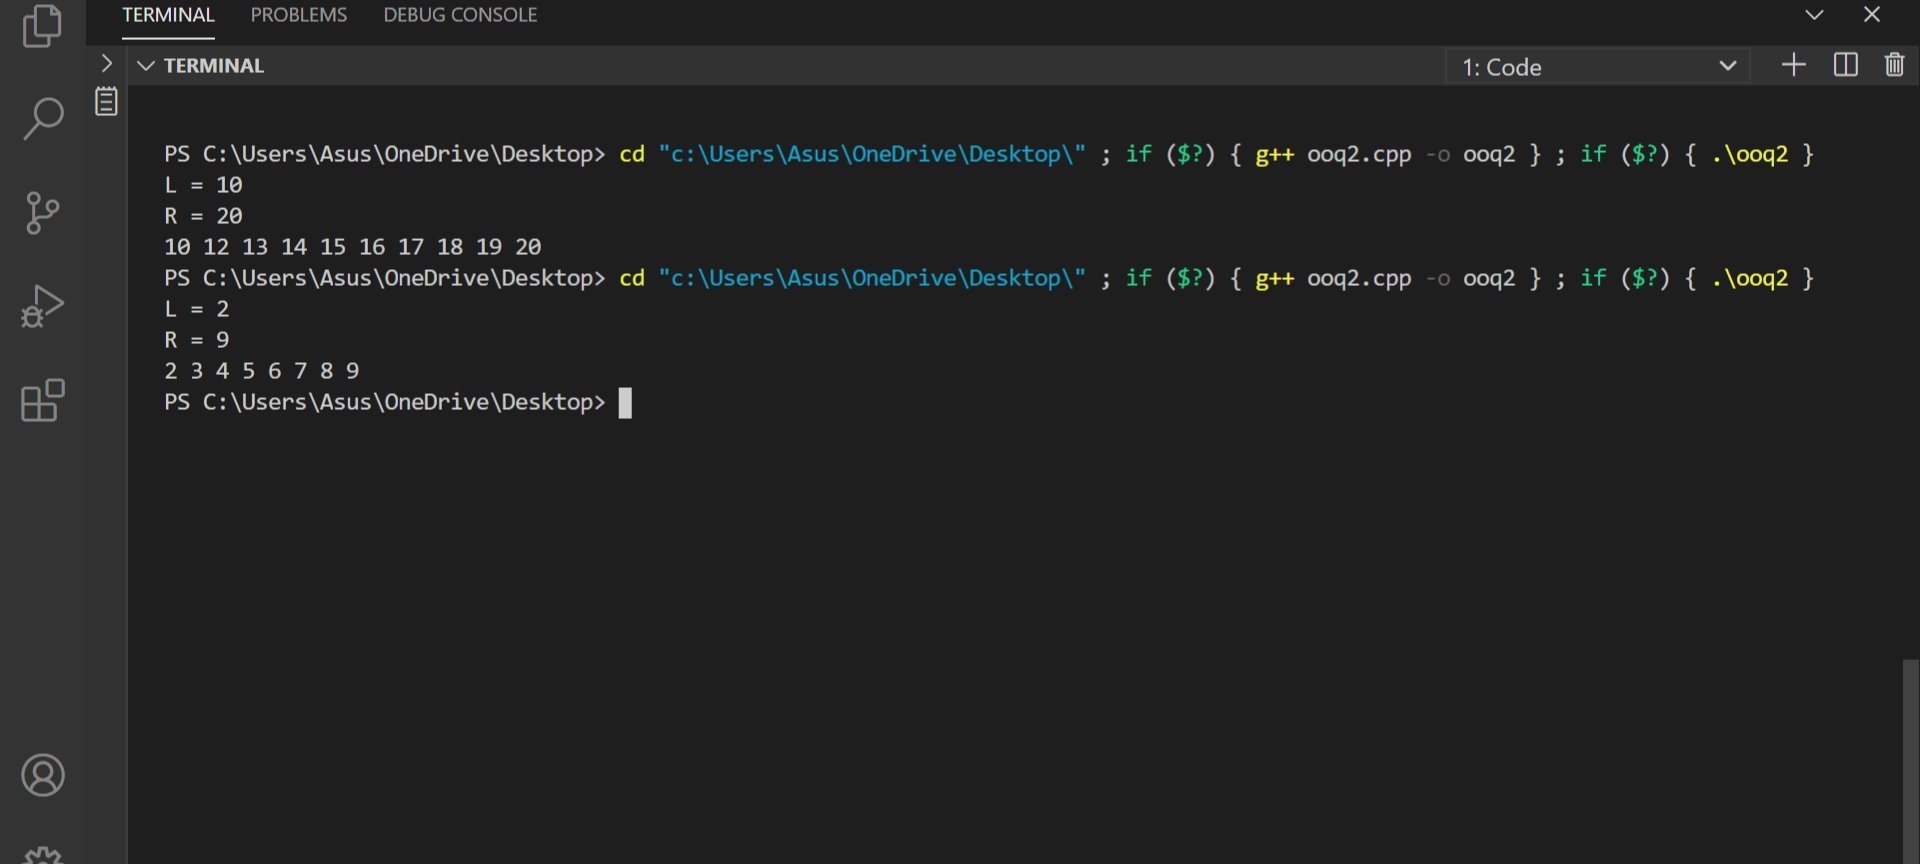 TERMINAL PROBLEMS DEBUG CONSOLE
TERMINAL 1: Code
PS C:\Users\Asus\OneDrive\Desktop> cd "c:\Users\Asus\OneDrive\Desktop\" ; if ($?) { g++ ooq2.cpp -o ooq2 } ; if ($?) { .\ooq2 }
L = 10
R = 20
10 12 13 14 15 16 17 18 19 20
PS C:\Users\Asus\OneDrive\Desktop> cd "c:\Users\Asus\OneDrive\Desktop\" ; if ($?) { g++ ooq2.cpp -o ooq2 } ; if ($?) { .\ooq2 }
L = 2
R = 9
2 3 4 5 6 7 8 9
PS C:\Users\Asus\OneDrive\Desktop>